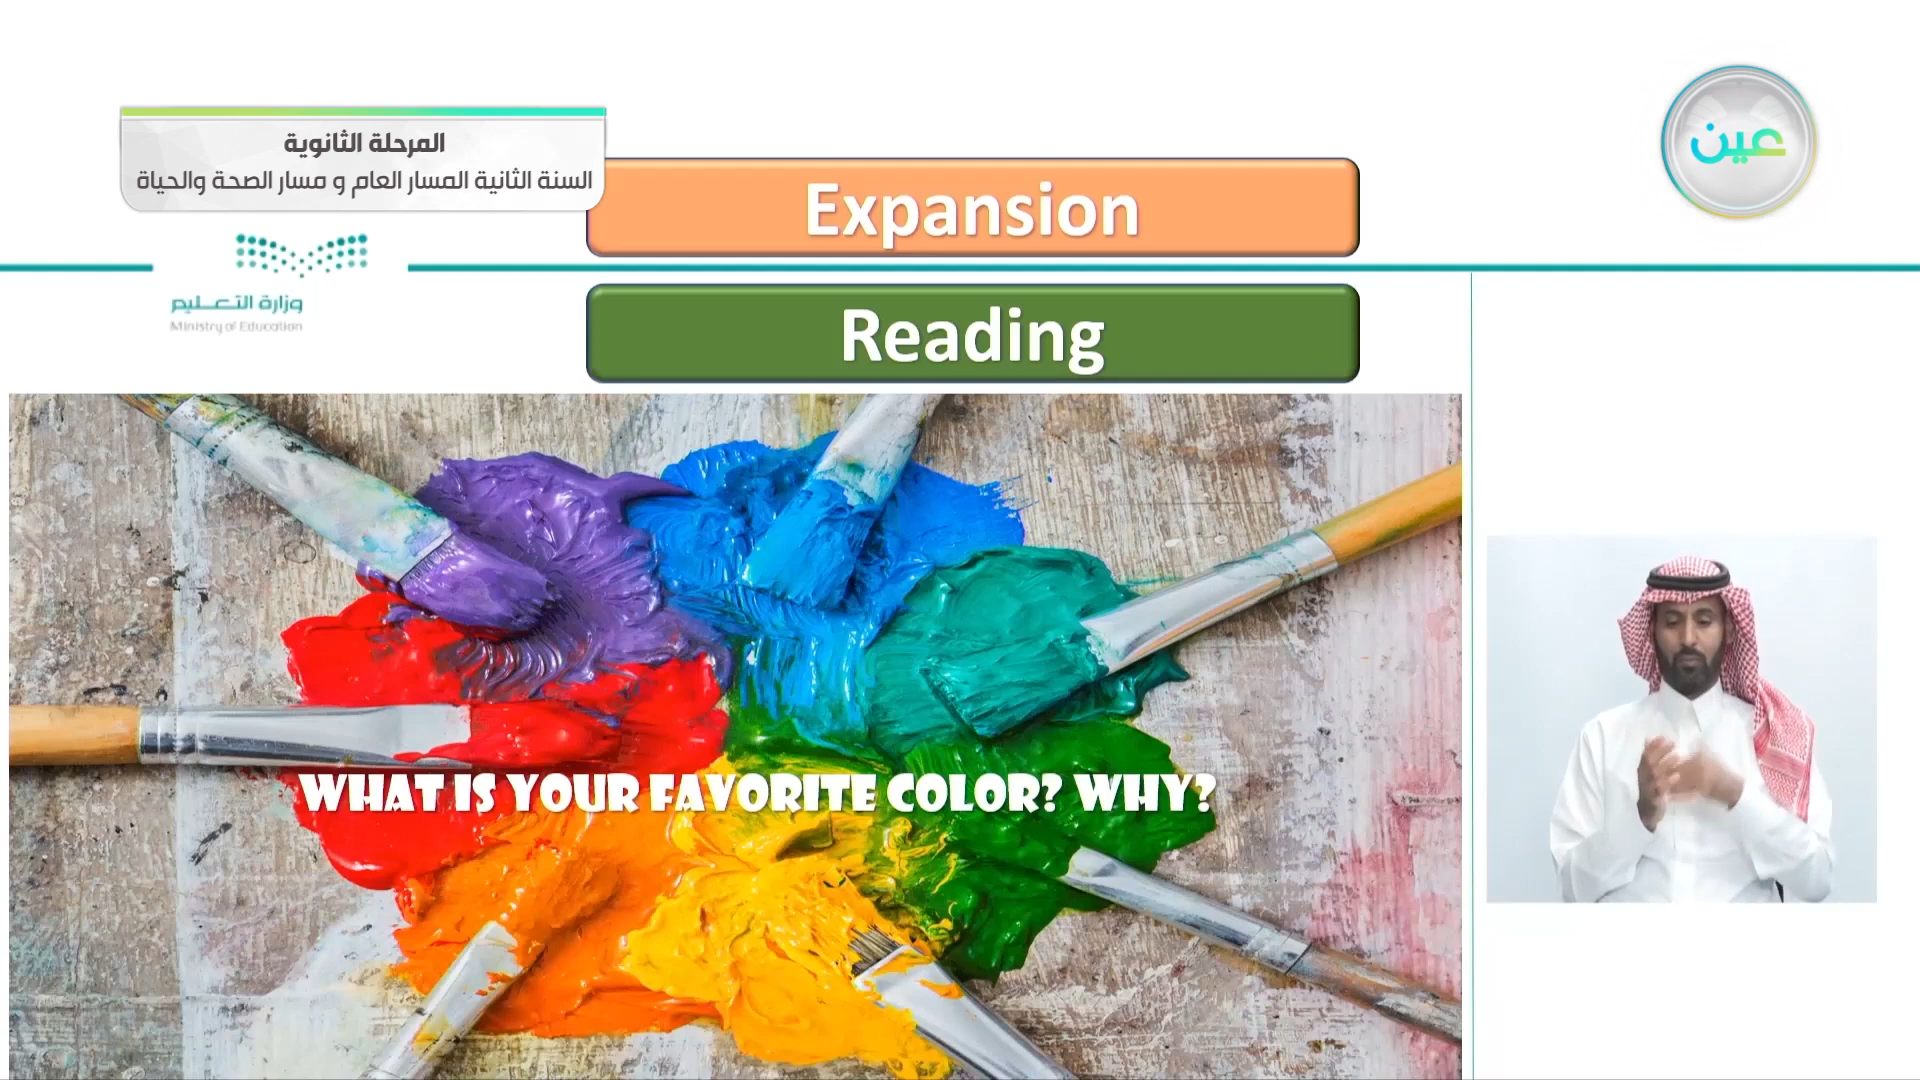 المرحلة الثانوية
السنة الثانية المسار العام و مسار الصحة والحياة
عين
Expansion
وزارة التعليم
Ministry of Education
Reading
WHAT IS YOUR FAVORITE COLOR? WHY?